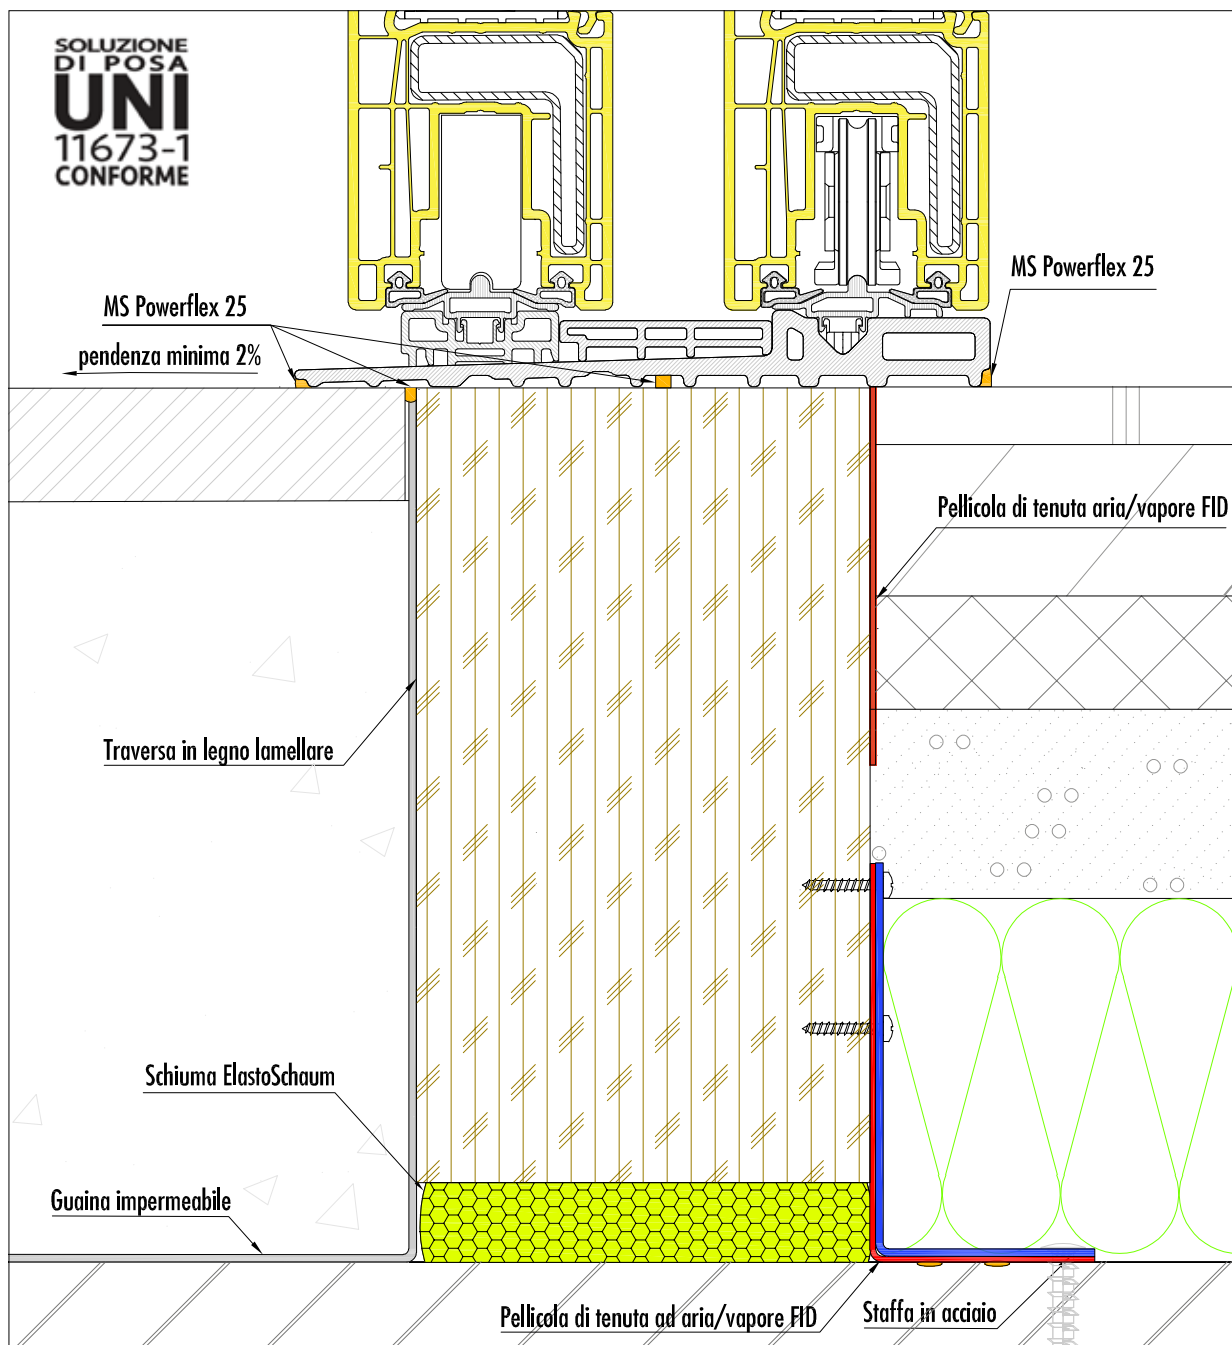 SOLUZIONE
DI POSA
UNI
11673-1
CONFORME
MS Powerflex 25
MS Powerflex 25
pendenza minima 2%
Pellicola di tenuta aria/vapore FID
Traversa in legno lamellare
Schiuma ElastoSchaum
Guaina impermeabile
Pellicola di tenuta ad aria/vapore FID
Staffa in acciaio